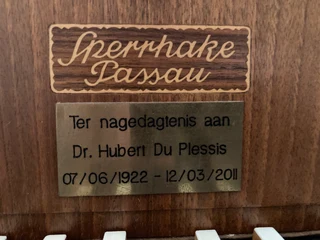 Sperrhake
Passau
Ter nagedagtenis aan
Dr. Hubert Du Plessis
07/06/1922 - 12/03/2011